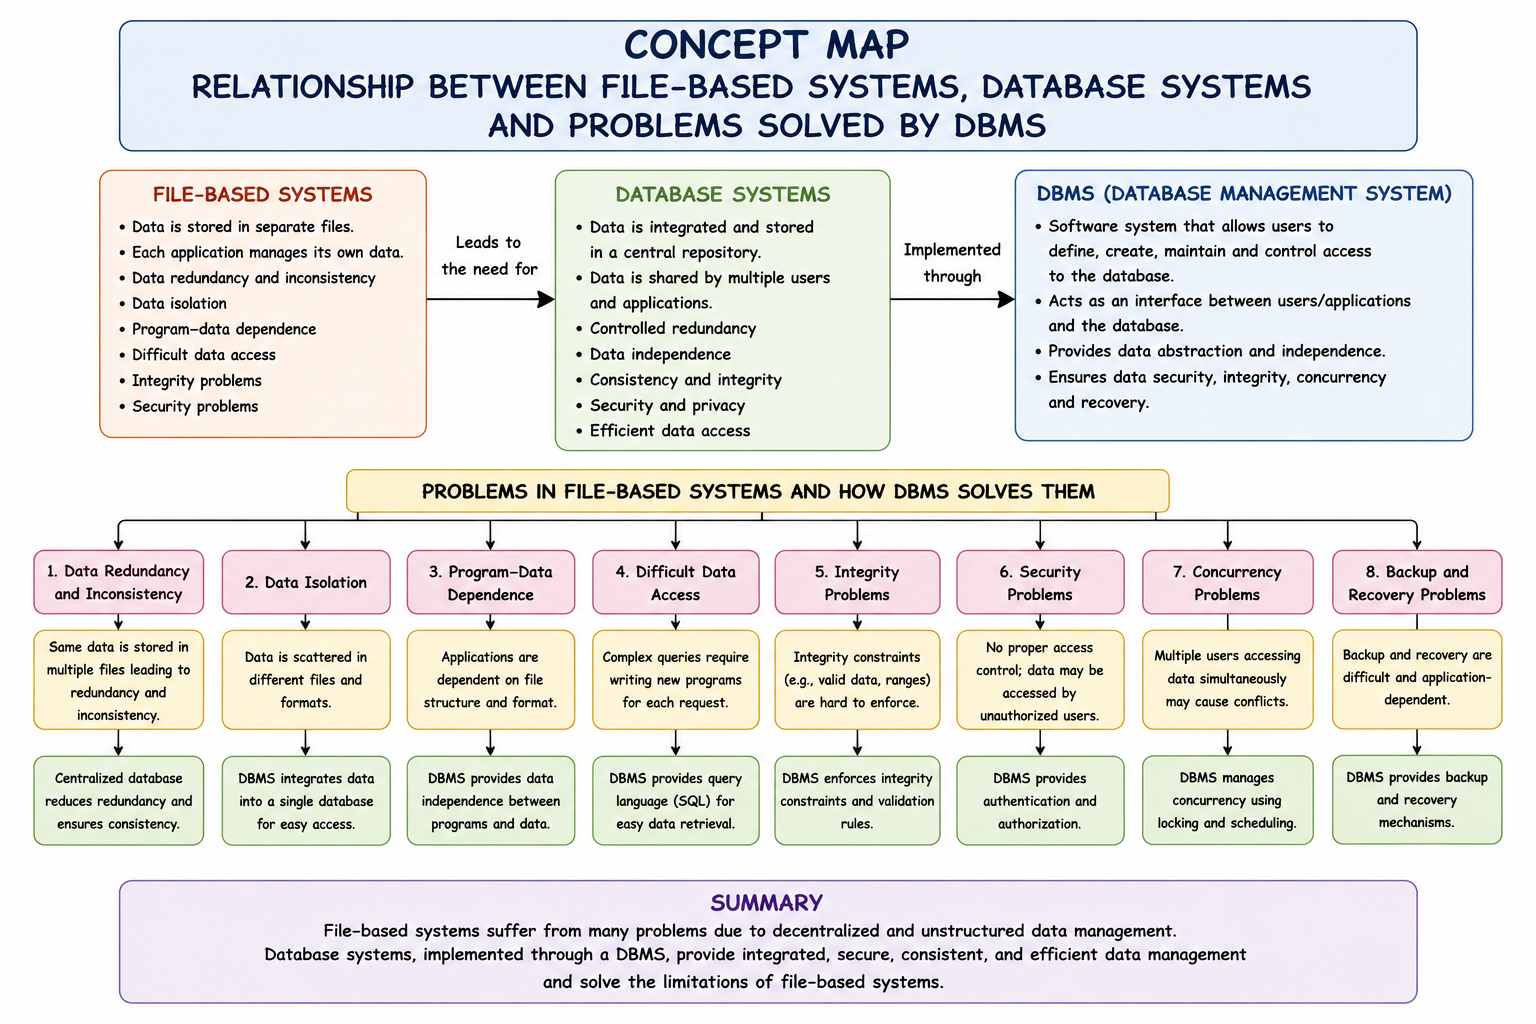 CONCEPT MAP
RELATIONSHIP BETWEEN FILE-BASED SYSTEMS, DATABASE SYSTEMS
AND PROBLEMS SOLVED BY DBMS
FILE-BASED SYSTEMS
• Data is stored in separate files.
• Each application manages its own data.
• Data redundancy and inconsistency
• Data isolation
• Program-data dependence
• Difficult data access
• Integrity problems
• Security problems
Leads to
the need for
DATABASE SYSTEMS
• Data is integrated and stored
in a central repository.
• Data is shared by multiple users
and applications.
• Controlled redundancy
• Data independence
• Consistency and integrity
• Security and privacy
• Efficient data access
Implemented
through
DBMS (DATABASE MANAGEMENT SYSTEM)
• Software system that allows users to
define, create, maintain and control access
to the database.
• Acts as an interface between users/applications
and the database.
• Provides data abstraction and independence.
• Ensures data security, integrity, concurrency
and recovery.
PROBLEMS IN FILE-BASED SYSTEMS AND HOW DBMS SOLVES THEM
1. Data Redundancy
and Inconsistency
Same data is stored in
multiple files leading to
redundancy and
inconsistency.
Centralized database
reduces redundancy and
ensures consistency.
2. Data Isolation
Data is scattered in
different files and
formats.
DBMS integrates data
into a single database
for easy access.
3. Program-Data
Dependence
Applications are
dependent on file
structure and format.
DBMS provides data
independence between
programs and data.
4. Difficult Data
Access
Complex queries require
writing new programs
for each request.
DBMS provides query
language (SQL) for
easy data retrieval.
5. Integrity
Problems
Integrity constraints
(e.g., valid data, ranges)
are hard to enforce.
DBMS enforces integrity
constraints and validation
rules.
6. Security
Problems
No proper access
control; data may be
accessed by
unauthorized users.
DBMS provides
authentication and
authorization.
7. Concurrency
Problems
Multiple users accessing
data simultaneously
may cause conflicts.
DBMS manages
concurrency using
locking and scheduling.
8. Backup and
Recovery Problems
Backup and recovery are
difficult and application-
dependent.
DBMS provides backup
and recovery
mechanisms.
SUMMARY
File-based systems suffer from many problems due to decentralized and unstructured data management.
Database systems, implemented through a DBMS, provide integrated, secure, consistent, and efficient data management
and solve the limitations of file-based systems.